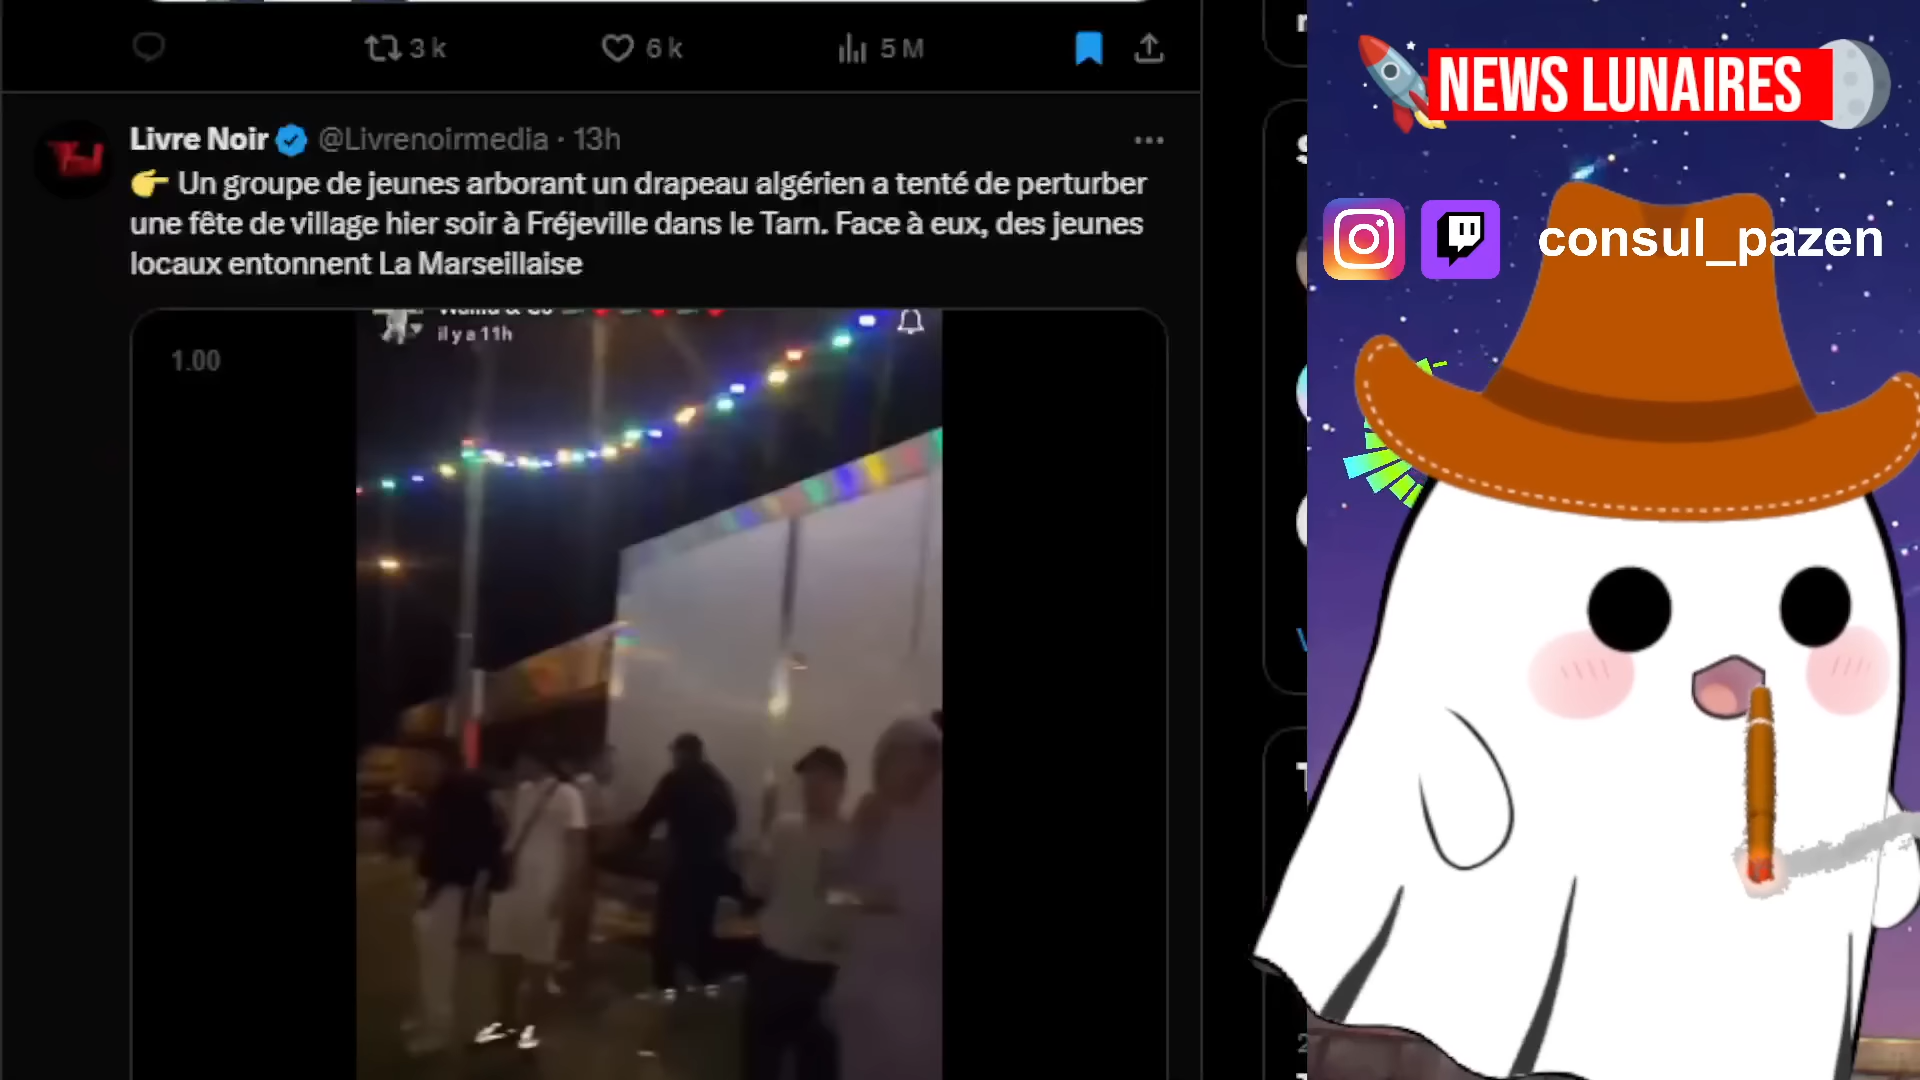 3 k
6 k
5 M
NEWS LUNAIRES
Livre Noir @Livrenoirmedia · 13h
👉 Un groupe de jeunes arborant un drapeau algérien a tenté de perturber
une fête de village hier soir à Fréjeville dans le Tarn. Face à eux, des jeunes
locaux entonnent La Marseillaise
consul_pazen
il y a 11h
1.00